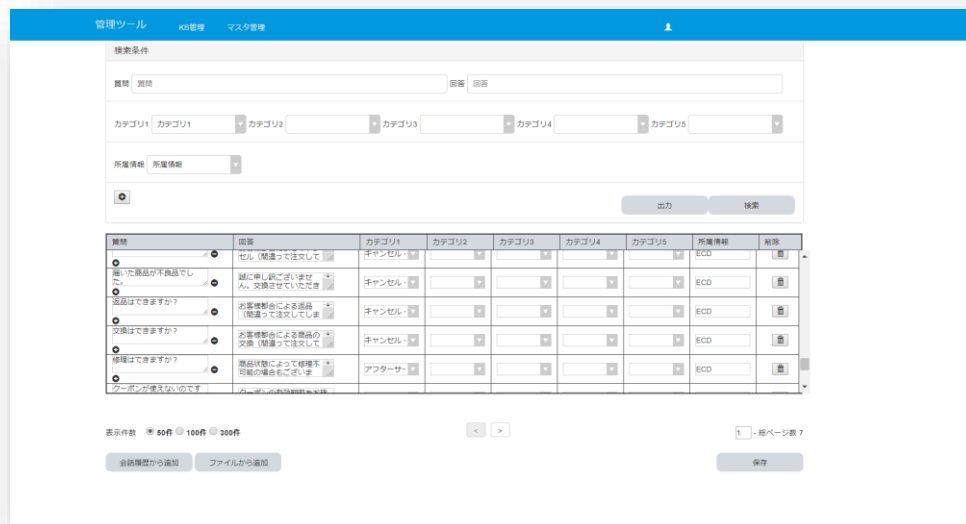 管理ツール KB管理 マスタ管理
検索条件
質問 質問 回答 回答
カテゴリ1 カテゴリ1 カテゴリ2 カテゴリ3 カテゴリ4 カテゴリ5
所属情報 所属情報
出力 検索
質問 回答 カテゴリ1 カテゴリ2 カテゴリ3 カテゴリ4 カテゴリ5 所属情報 削除
セル（間違って注文して キャンセル・ ECD
届いた商品が不良品でし
た。
誠に申し訳ございませ
ん。交換させていただき
キャンセル・ ECD
返品はできますか？
お客様都合による返品
（間違って注文してしま
キャンセル・ ECD
交換はできますか？
お客様都合による商品の
交換（間違って注文して
キャンセル・ ECD
修理はできますか？
商品状態によって修理不
可能の場合もございま
アフターサー ECD
クーポンが使えないのです
表示件数 50件 100件 300件 < > 1 - 総ページ数 7
会話履歴から追加 ファイルから追加 保存